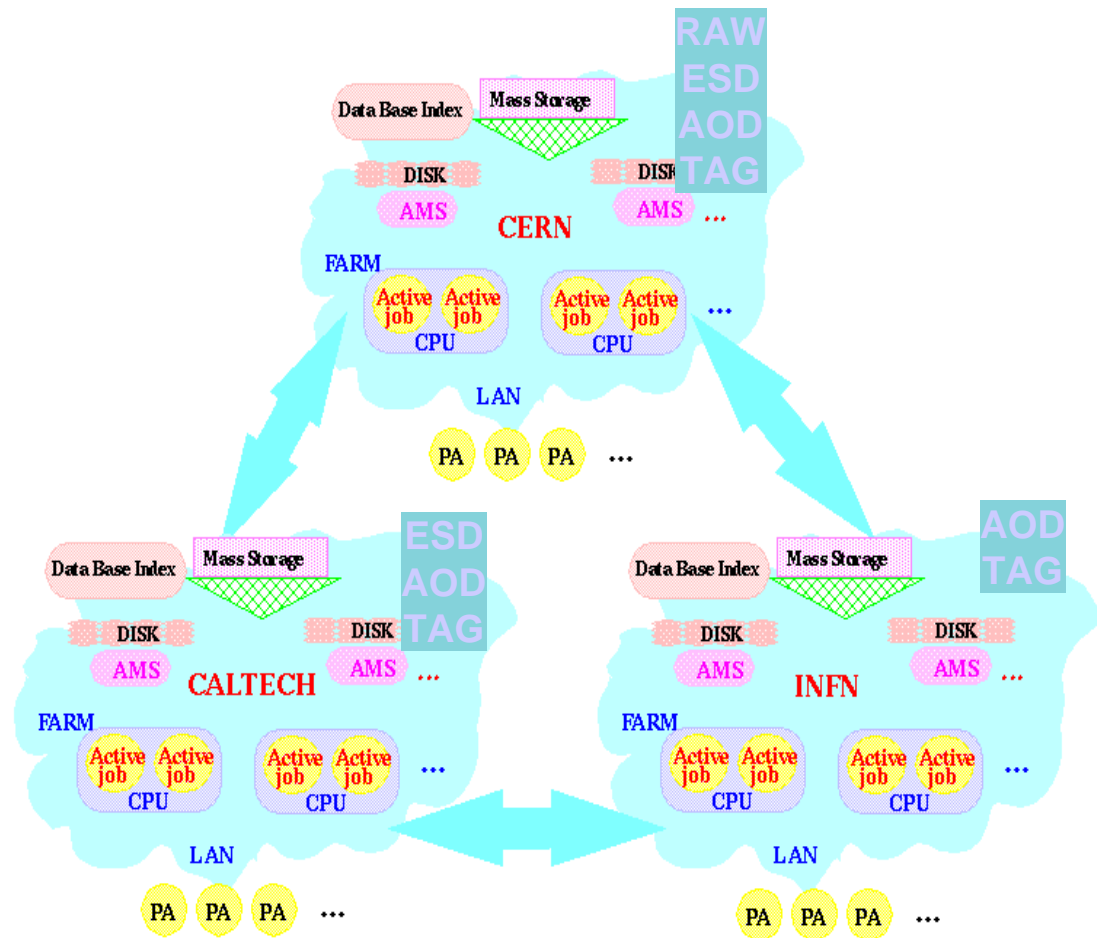 RAW
ESD
AOD
TAG
Data Base Index
Mass Storage
DISK
DISK
AMS
AMS
...
CERN
FARM
Active
job
Active
job
CPU
Active
job
Active
job
CPU
...
LAN
PA
PA
PA
...
ESD
AOD
TAG
Data Base Index
Mass Storage
DISK
DISK
AMS
AMS
...
CALTECH
FARM
Active
job
Active
job
CPU
Active
job
Active
job
CPU
...
LAN
PA
PA
PA
...
AOD
TAG
Data Base Index
Mass Storage
DISK
DISK
AMS
AMS
...
INFN
FARM
Active
job
Active
job
CPU
Active
job
Active
job
CPU
...
LAN
PA
PA
PA
...